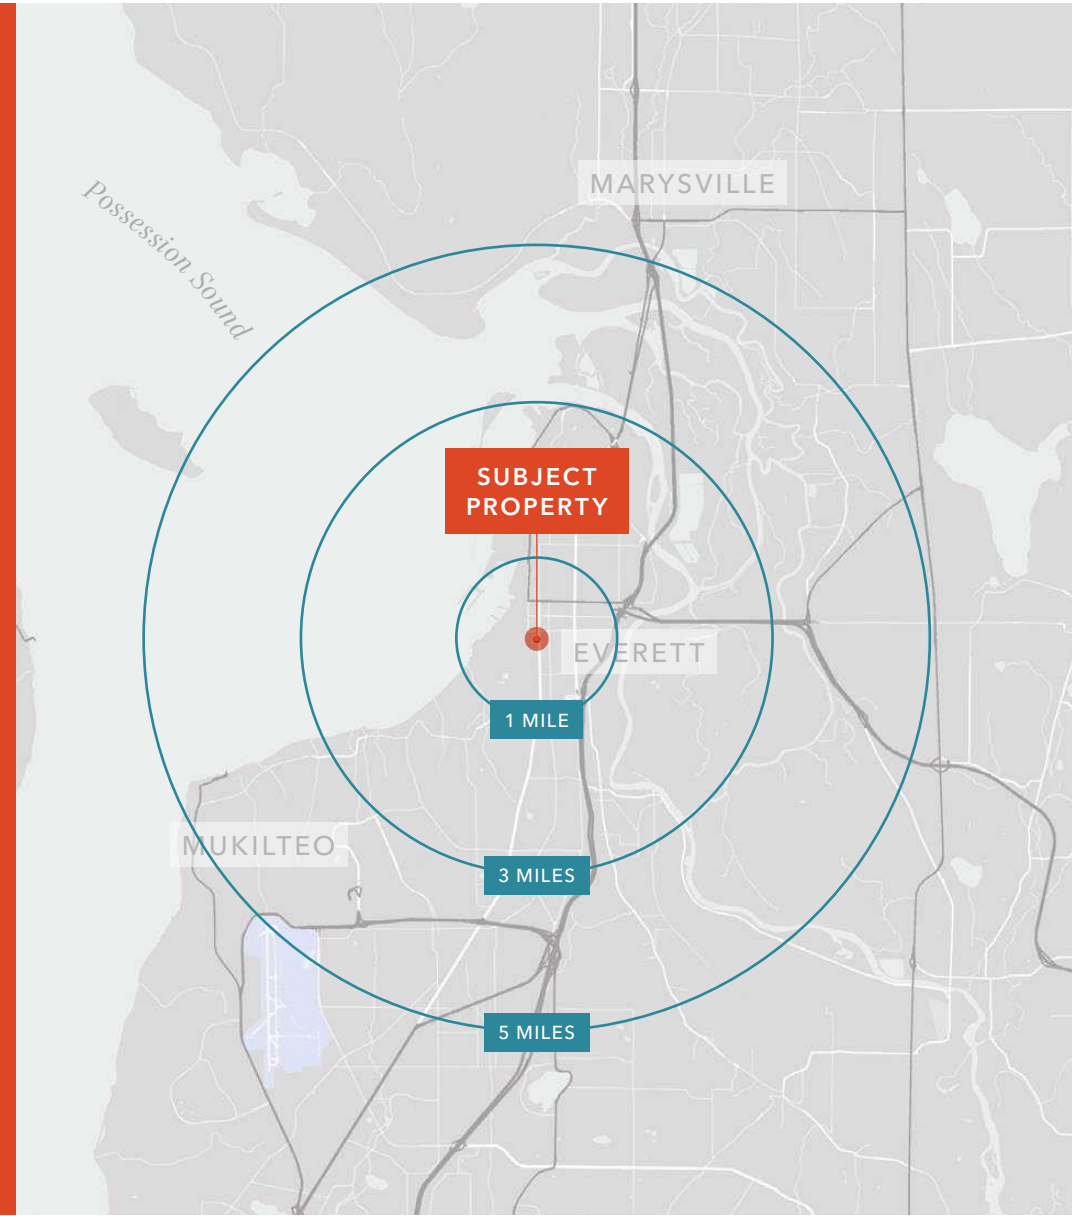 MARYSVILLE
Possession Sound
SUBJECT
PROPERTY
EVERETT
1 MILE
MUKILTEO
3 MILES
5 MILES